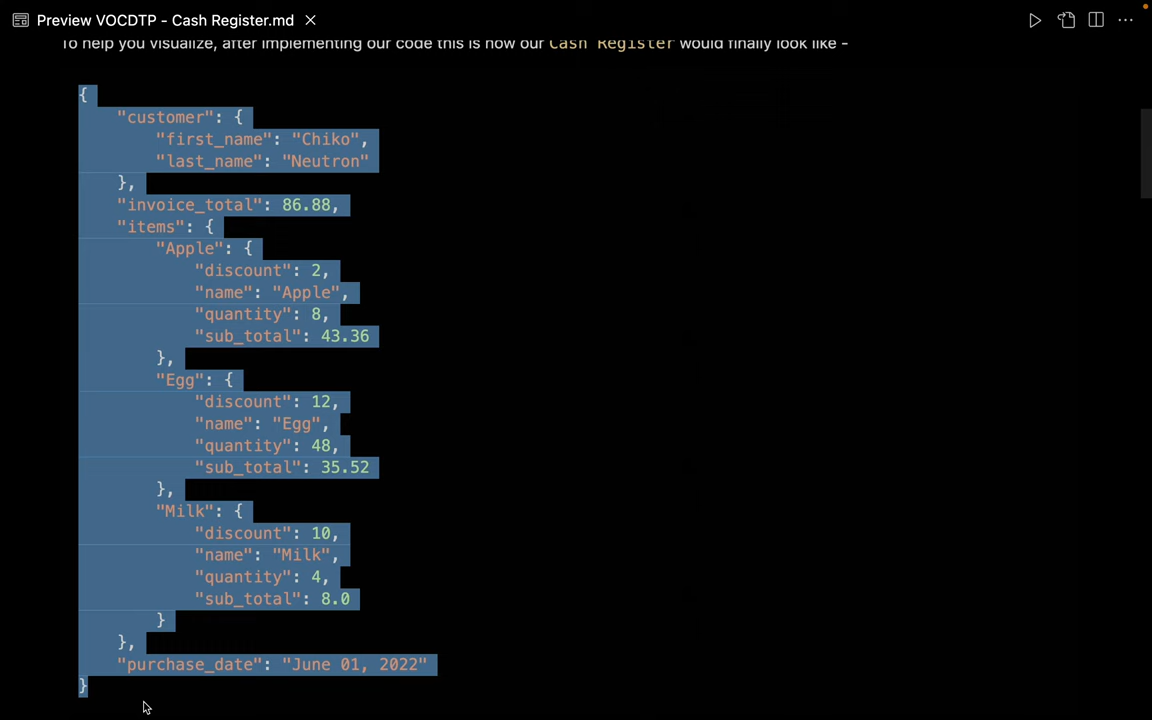 Preview VOCDTP - Cash Register.md
To help you visualize, after implementing our code this is how our Cash Register would finally look like -
{
"customer": {
"first_name": "Chiko",
"last_name": "Neutron"
},
"invoice_total": 86.88,
"items": {
"Apple": {
"discount": 2,
"name": "Apple",
"quantity": 8,
"sub_total": 43.36
},
"Egg": {
"discount": 12,
"name": "Egg",
"quantity": 48,
"sub_total": 35.52
},
"Milk": {
"discount": 10,
"name": "Milk",
"quantity": 4,
"sub_total": 8.0
}
},
"purchase_date": "June 01, 2022"
}